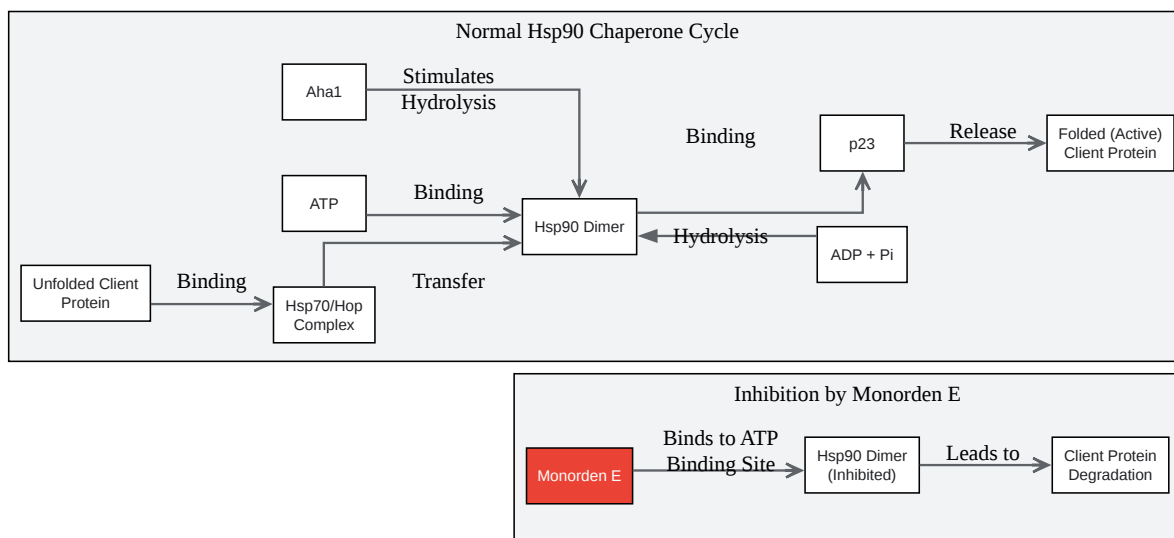 Normal Hsp90 Chaperone Cycle
Aha1
Stimulates
Hydrolysis
Binding
p23
Release
Folded (Active)
Client Protein
ATP
Binding
Hsp90 Dimer
Hydrolysis
ADP + Pi
Unfolded Client
Protein
Binding
Hsp70/Hop
Complex
Transfer
Inhibition by Monorden E
Monorden E
Binds to ATP
Binding Site
Hsp90 Dimer
(Inhibited)
Leads to
Client Protein
Degradation